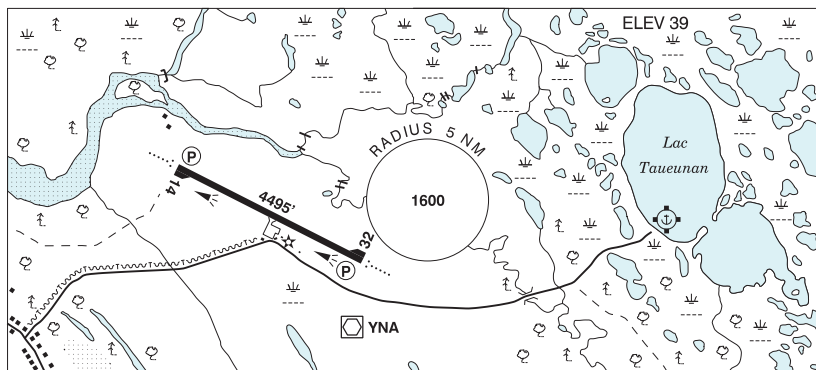 ELEV 39
RADIUS 5 NM
Lac
Taueunan
P
14
4495'
1600
32
P
YNA